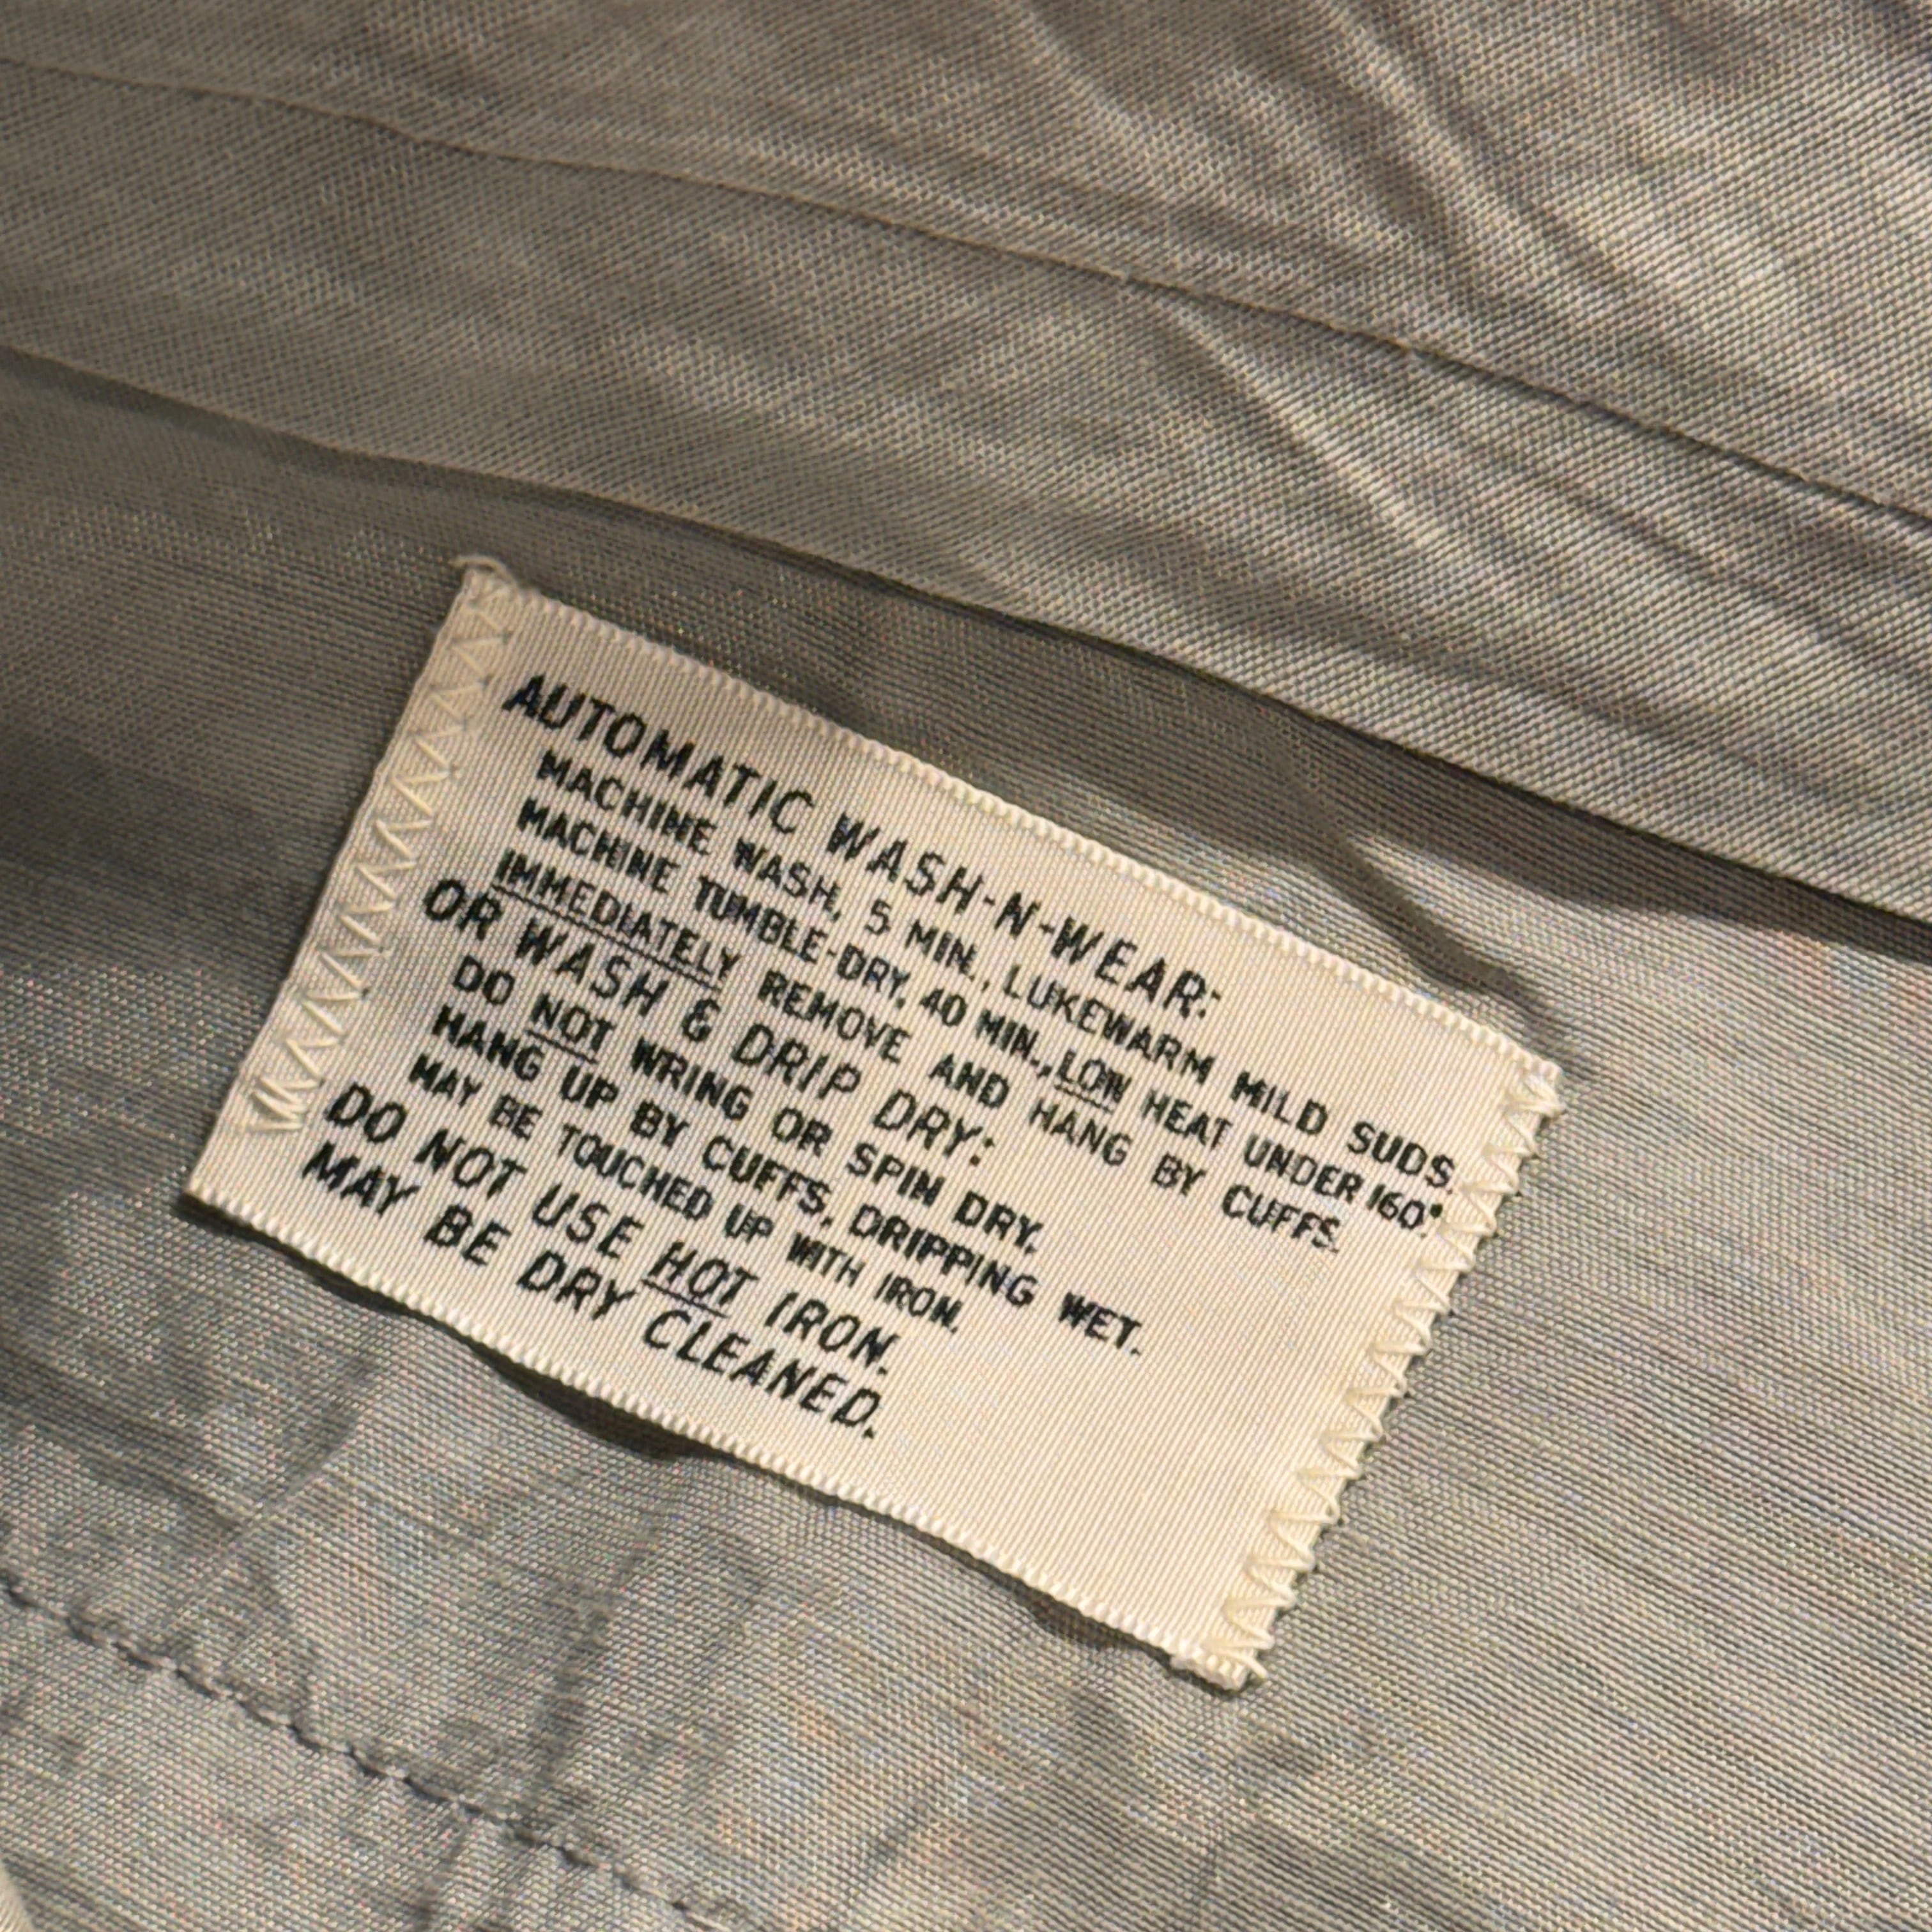 AUTOMATIC WASH-N-WEAR:
MACHINE WASH, 5 MIN., LUKEWARM MILD SUDS.
MACHINE TUMBLE-DRY, 40 MIN., LOW HEAT UNDER 160°.
IMMEDIATELY REMOVE AND HANG BY CUFFS.
OR WASH & DRIP DRY:
DO NOT WRING OR SPIN DRY.
HANG UP BY CUFFS, DRIPPING WET.
MAY BE TOUCHED UP WITH IRON.
DO NOT USE HOT IRON.
MAY BE DRY CLEANED.